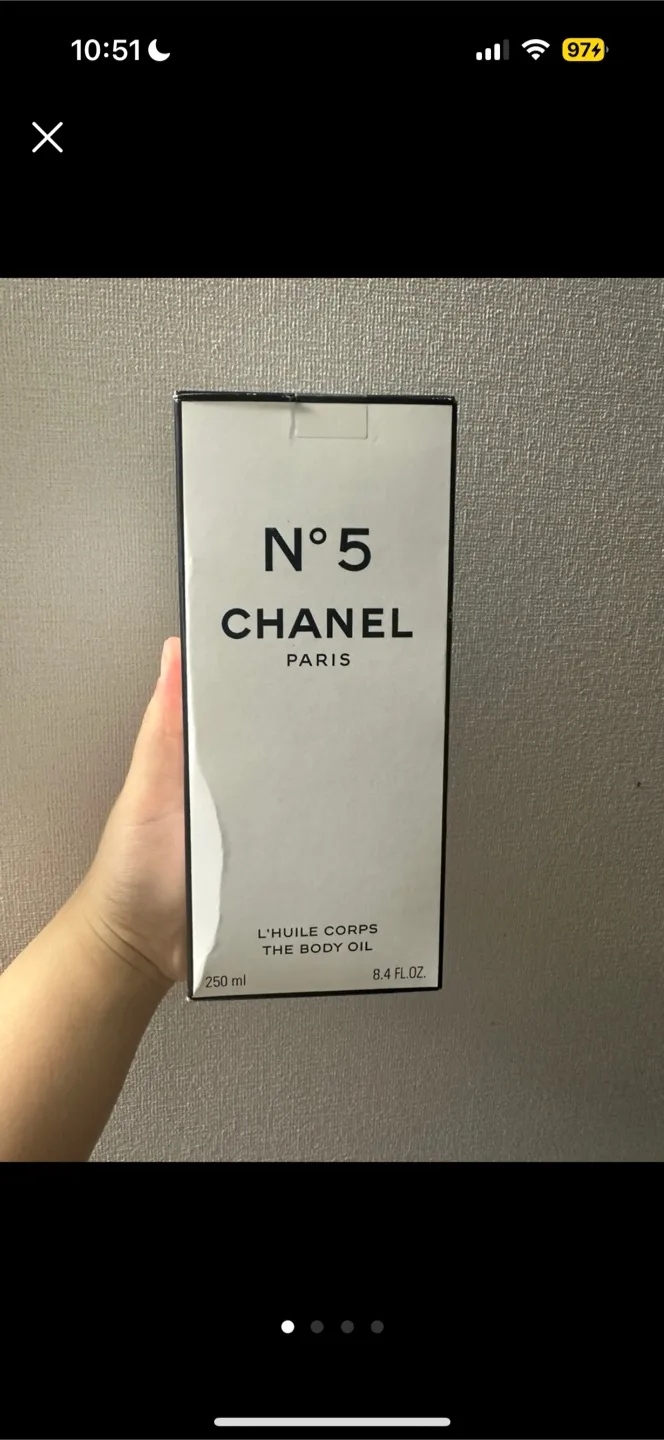 10:51
97
N°5
CHANEL
PARIS
L'HUILE CORPS
THE BODY OIL
250 ml
8.4 FL.OZ.